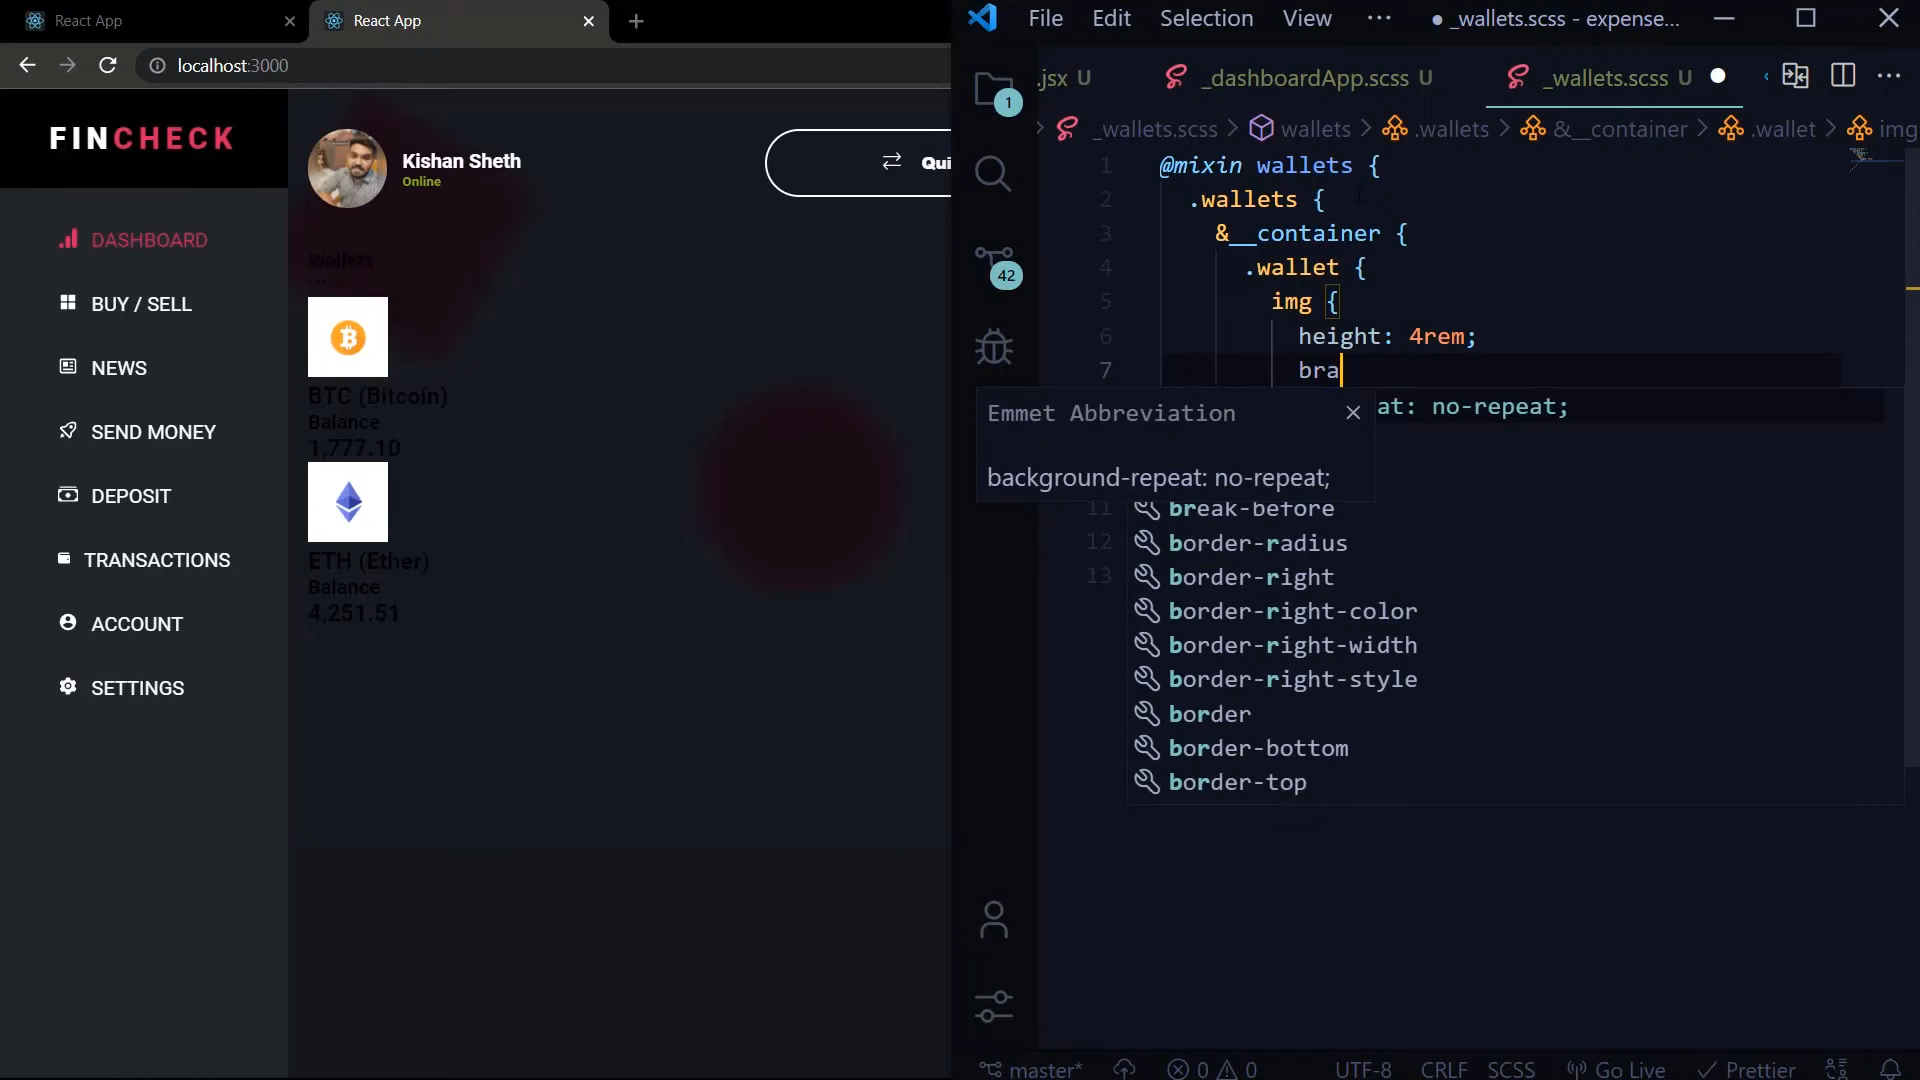 React App
React App
localhost:3000
FINCHECK
Kishan Sheth
Online
Qui
DASHBOARD
BUY / SELL
NEWS
SEND MONEY
DEPOSIT
TRANSACTIONS
ACCOUNT
SETTINGS
Wallets
BTC (Bitcoin)
Balance
1,777.10
ETH (Ether)
Balance
4,251.51
File Edit Selection View ··· ● _wallets.scss - expense...
.jsx U _dashboardApp.scss U _wallets.scss U
_wallets.scss > wallets > .wallets > &__container > .wallet > img
1 @mixin wallets {
2 .wallets {
3 &__container {
4 .wallet {
5 img {
6 height: 4rem;
7 bra
at: no-repeat;
Emmet Abbreviation
background-repeat: no-repeat;
11 break-before
12 border-radius
13 border-right
border-right-color
border-right-width
border-right-style
border
border-bottom
border-top
1
42
master* 0 0 UTF-8 CRLF SCSS Go Live Prettier